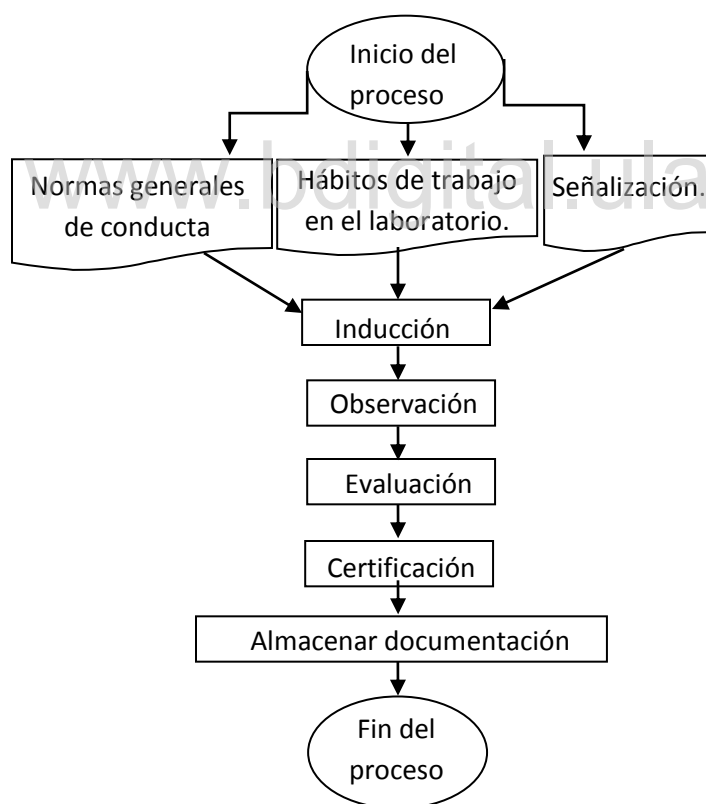 Inicio del
proceso
www.bdigital.ula
Normas generales
de conducta
Hábitos de trabajo
en el laboratorio.
Señalización.
Inducción
Observación
Evaluación
Certificación
Almacenar documentación
Fin del
proceso